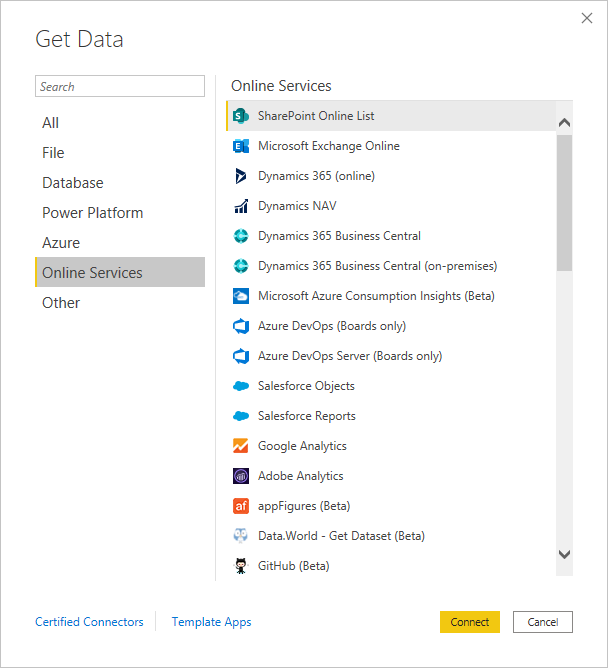 Get Data
Search
All
File
Database
Power Platform
Azure
Online Services
Other
Online Services
SharePoint Online List
Microsoft Exchange Online
Dynamics 365 (online)
Dynamics NAV
Dynamics 365 Business Central
Dynamics 365 Business Central (on-premises)
Microsoft Azure Consumption Insights (Beta)
Azure DevOps (Boards only)
Azure DevOps Server (Boards only)
Salesforce Objects
Salesforce Reports
Google Analytics
Adobe Analytics
af appFigures (Beta)
Data.World - Get Dataset (Beta)
GitHub (Beta)
Certified Connectors
Template Apps
Connect
Cancel